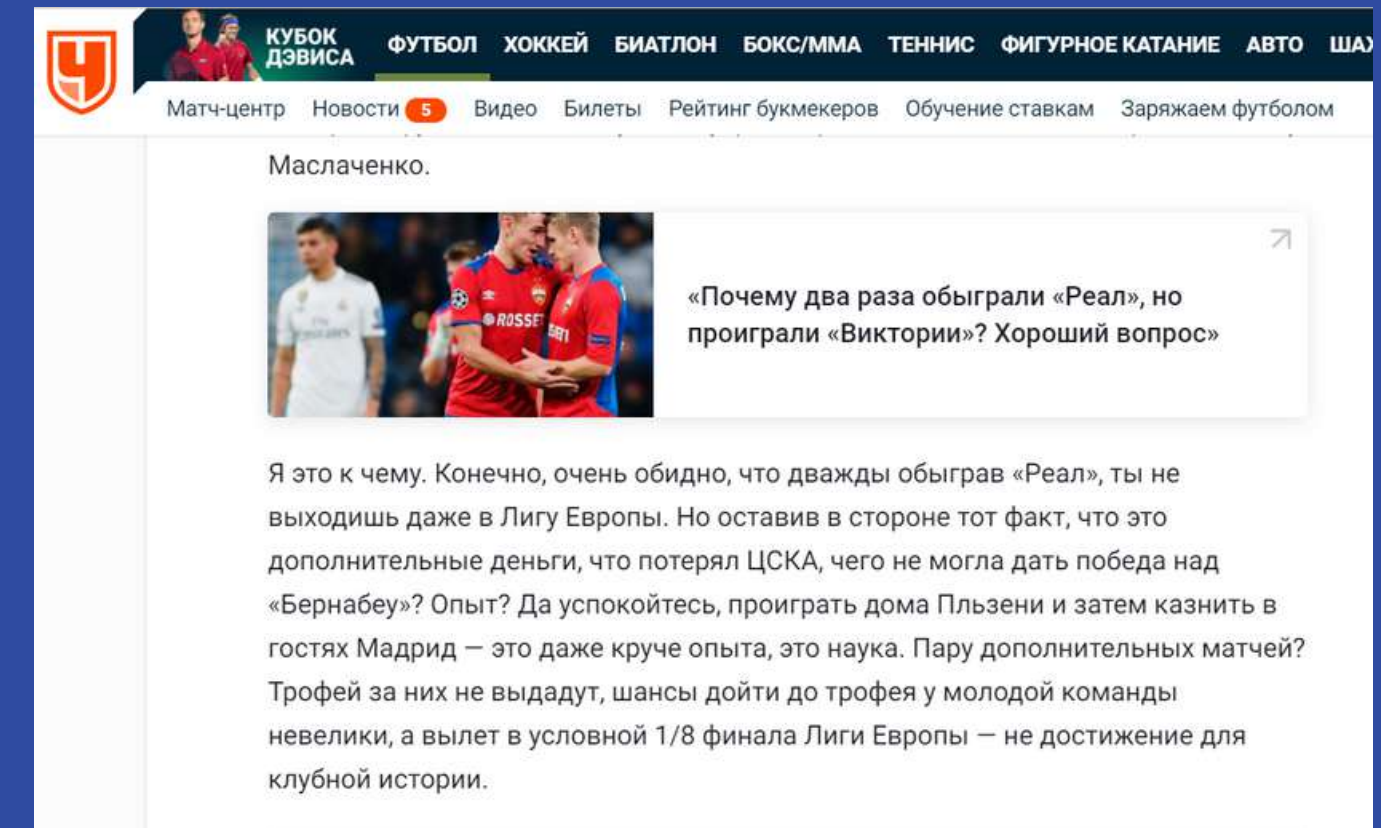 КУБОК
ДЭВИСА
ФУТБОЛ ХОККЕЙ БИАТЛОН БОКС/ММА ТЕННИС ФИГУРНОЕ КАТАНИЕ АВТО ШАХ
Матч-центр Новости 5 Видео Билеты Рейтинг букмекеров Обучение ставкам Заряжаем футболом
Маслаченко.
ROSSET
«Почему два раза обыграли «Реал», но
проиграли «Виктории»? Хороший вопрос»
Я это к чему. Конечно, очень обидно, что дважды обыграв «Реал», ты не
выходишь даже в Лигу Европы. Но оставив в стороне тот факт, что это
дополнительные деньги, что потерял ЦСКА, чего не могла дать победа над
«Бернабеу»? Опыт? Да успокойтесь, проиграть дома Пльзени и затем казнить в
гостях Мадрид — это даже круче опыта, это наука. Пару дополнительных матчей?
Трофей за них не выдадут, шансы дойти до трофея у молодой команды
невелики, а вылет в условной 1/8 финала Лиги Европы — не достижение для
клубной истории.